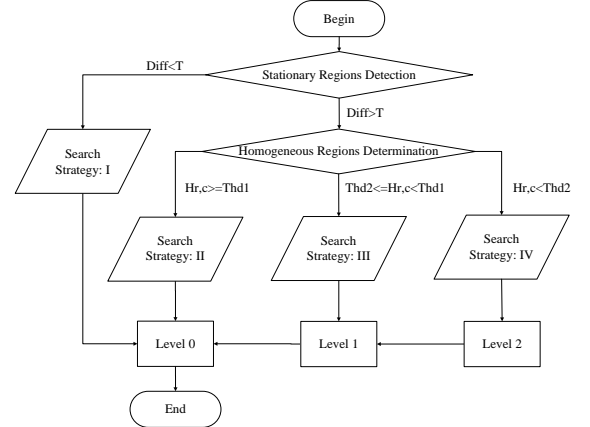 Begin
Diff<T
Stationary Regions Detection
Diff>T
Search
Strategy: I
Homogeneous Regions Determination
Hr,c>=Thd1
Thd2<=Hr,c<Thd1
Hr,c<Thd2
Search
Strategy: II
Search
Strategy: III
Search
Strategy: IV
Level 0
Level 1
Level 2
End